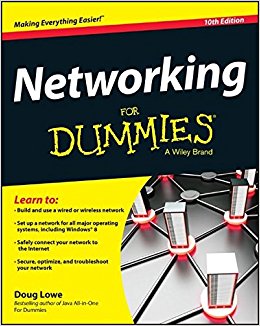 Making Everything Easier!™
10th Edition
Networking
FOR
DUMMIES®
A Wiley Brand
Learn to:
• Build and use a wired or wireless network
• Set up a network for all major operating
systems, including Windows 8
• Safely connect your network to
the Internet
• Secure, optimize, and troubleshoot
your network
Doug Lowe
Bestselling author of Java All-in-One
For Dummies